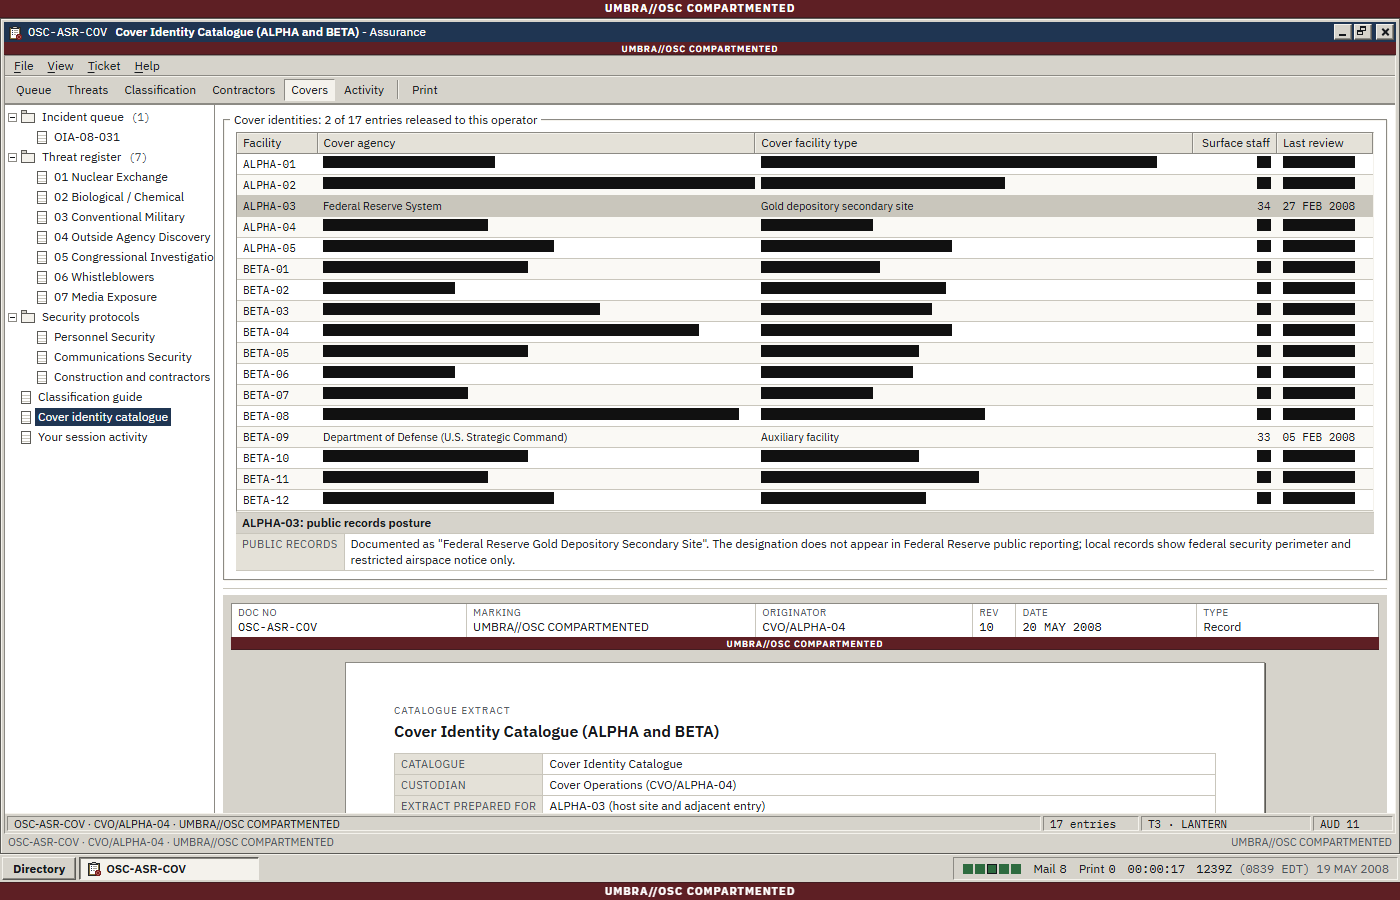 UMBRA//OSC COMPARTMENTED
OSC-ASR-COV Cover Identity Catalogue (ALPHA and BETA) - Assurance
UMBRA//OSC COMPARTMENTED
File View Ticket Help
Queue Threats Classification Contractors Covers Activity Print
Incident queue (1)
OIA-08-031
Threat register (7)
01 Nuclear Exchange
02 Biological / Chemical
03 Conventional Military
04 Outside Agency Discovery
05 Congressional Investigatio
06 Whistleblowers
07 Media Exposure
Security protocols
Personnel Security
Communications Security
Construction and contractors
Classification guide
Cover identity catalogue
Your session activity
Cover identities: 2 of 17 entries released to this operator
Facility Cover agency Cover facility type Surface staff Last review
ALPHA-01
ALPHA-02
ALPHA-03 Federal Reserve System Gold depository secondary site 34 27 FEB 2008
ALPHA-04
ALPHA-05
BETA-01
BETA-02
BETA-03
BETA-04
BETA-05
BETA-06
BETA-07
BETA-08
BETA-09 Department of Defense (U.S. Strategic Command) Auxiliary facility 33 05 FEB 2008
BETA-10
BETA-11
BETA-12
ALPHA-03: public records posture
PUBLIC RECORDS Documented as "Federal Reserve Gold Depository Secondary Site". The designation does not appear in Federal Reserve public reporting; local records show federal security perimeter and
restricted airspace notice only.
DOC NO MARKING ORIGINATOR REV DATE TYPE
OSC-ASR-COV UMBRA//OSC COMPARTMENTED CVO/ALPHA-04 10 20 MAY 2008 Record
UMBRA//OSC COMPARTMENTED
CATALOGUE EXTRACT
Cover Identity Catalogue (ALPHA and BETA)
CATALOGUE Cover Identity Catalogue
CUSTODIAN Cover Operations (CVO/ALPHA-04)
EXTRACT PREPARED FOR ALPHA-03 (host site and adjacent entry)
OSC-ASR-COV · CVO/ALPHA-04 · UMBRA//OSC COMPARTMENTED 17 entries T3 · LANTERN AUD 11
OSC-ASR-COV · CVO/ALPHA-04 · UMBRA//OSC COMPARTMENTED UMBRA//OSC COMPARTMENTED
Directory OSC-ASR-COV Mail 8 Print 0 00:00:17 1239Z (0839 EDT) 19 MAY 2008
UMBRA//OSC COMPARTMENTED